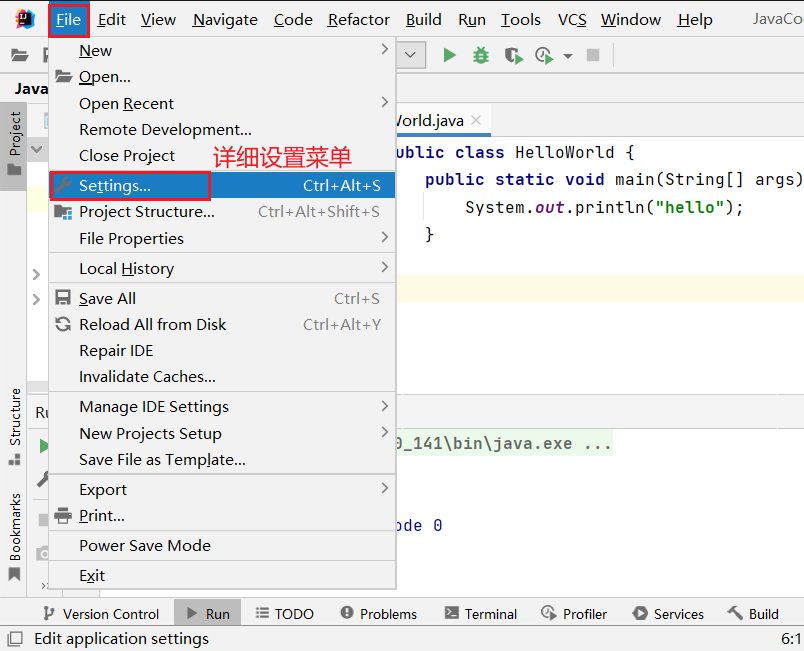 File Edit View Navigate Code Refactor Build Run Tools VCS Window Help JavaCo
Java
New
Open...
Open Recent
Remote Development...
Close Project
详细设置菜单
Settings... Ctrl+Alt+S
Project Structure... Ctrl+Alt+Shift+S
File Properties
Local History
Save All Ctrl+S
Reload All from Disk Ctrl+Alt+Y
Repair IDE
Invalidate Caches...
Manage IDE Settings
New Projects Setup
Save File as Template...
Export
Print...
Power Save Mode
Exit
World.java
ublic class HelloWorld {
public static void main(String[] args)
System.out.println("hello");
}
Project
Structure
Bookmarks
Ru
0_141\bin\java.exe ...
ode 0
Version Control Run TODO Problems Terminal Profiler Services Build
Edit application settings 6:1